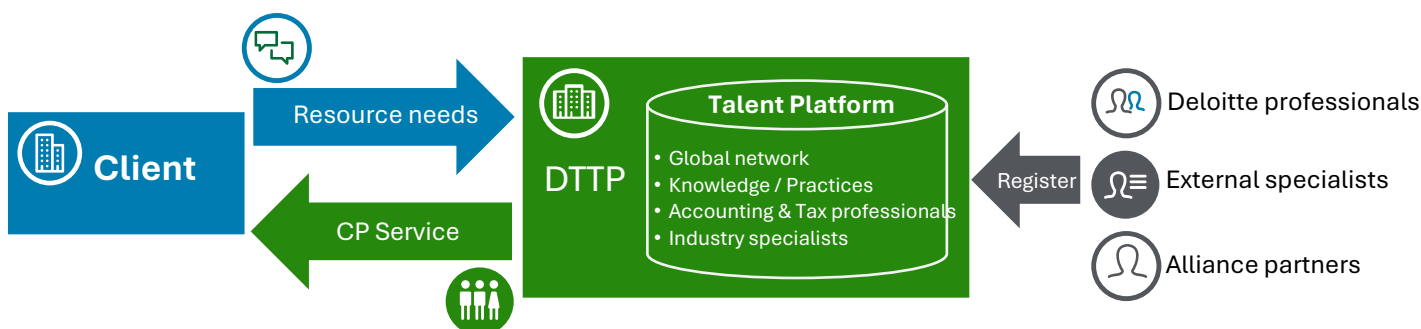 Client
Resource needs
CP Service
DTTP
Talent Platform
• Global network
• Knowledge / Practices
• Accounting & Tax professionals
• Industry specialists
Register
Deloitte professionals
External specialists
Alliance partners